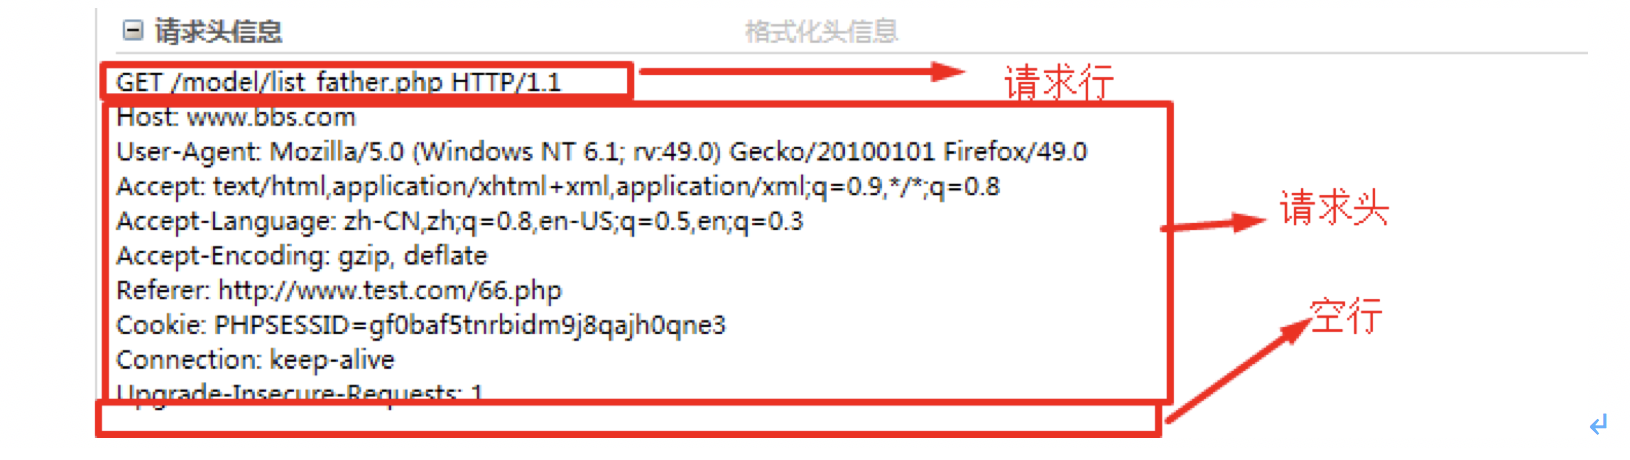 请求头信息
格式化头信息
GET /model/list_father.php HTTP/1.1
请求行
Host: www.bbs.com
User-Agent: Mozilla/5.0 (Windows NT 6.1; rv:49.0) Gecko/20100101 Firefox/49.0
Accept: text/html,application/xhtml+xml,application/xml;q=0.9,*/*;q=0.8
Accept-Language: zh-CN,zh;q=0.8,en-US;q=0.5,en;q=0.3
请求头
Accept-Encoding: gzip, deflate
Referer: http://www.test.com/66.php
Cookie: PHPSESSID=gf0baf5tnrbidm9j8qajh0qne3
空行
Connection: keep-alive
Upgrade-Insecure-Requests: 1